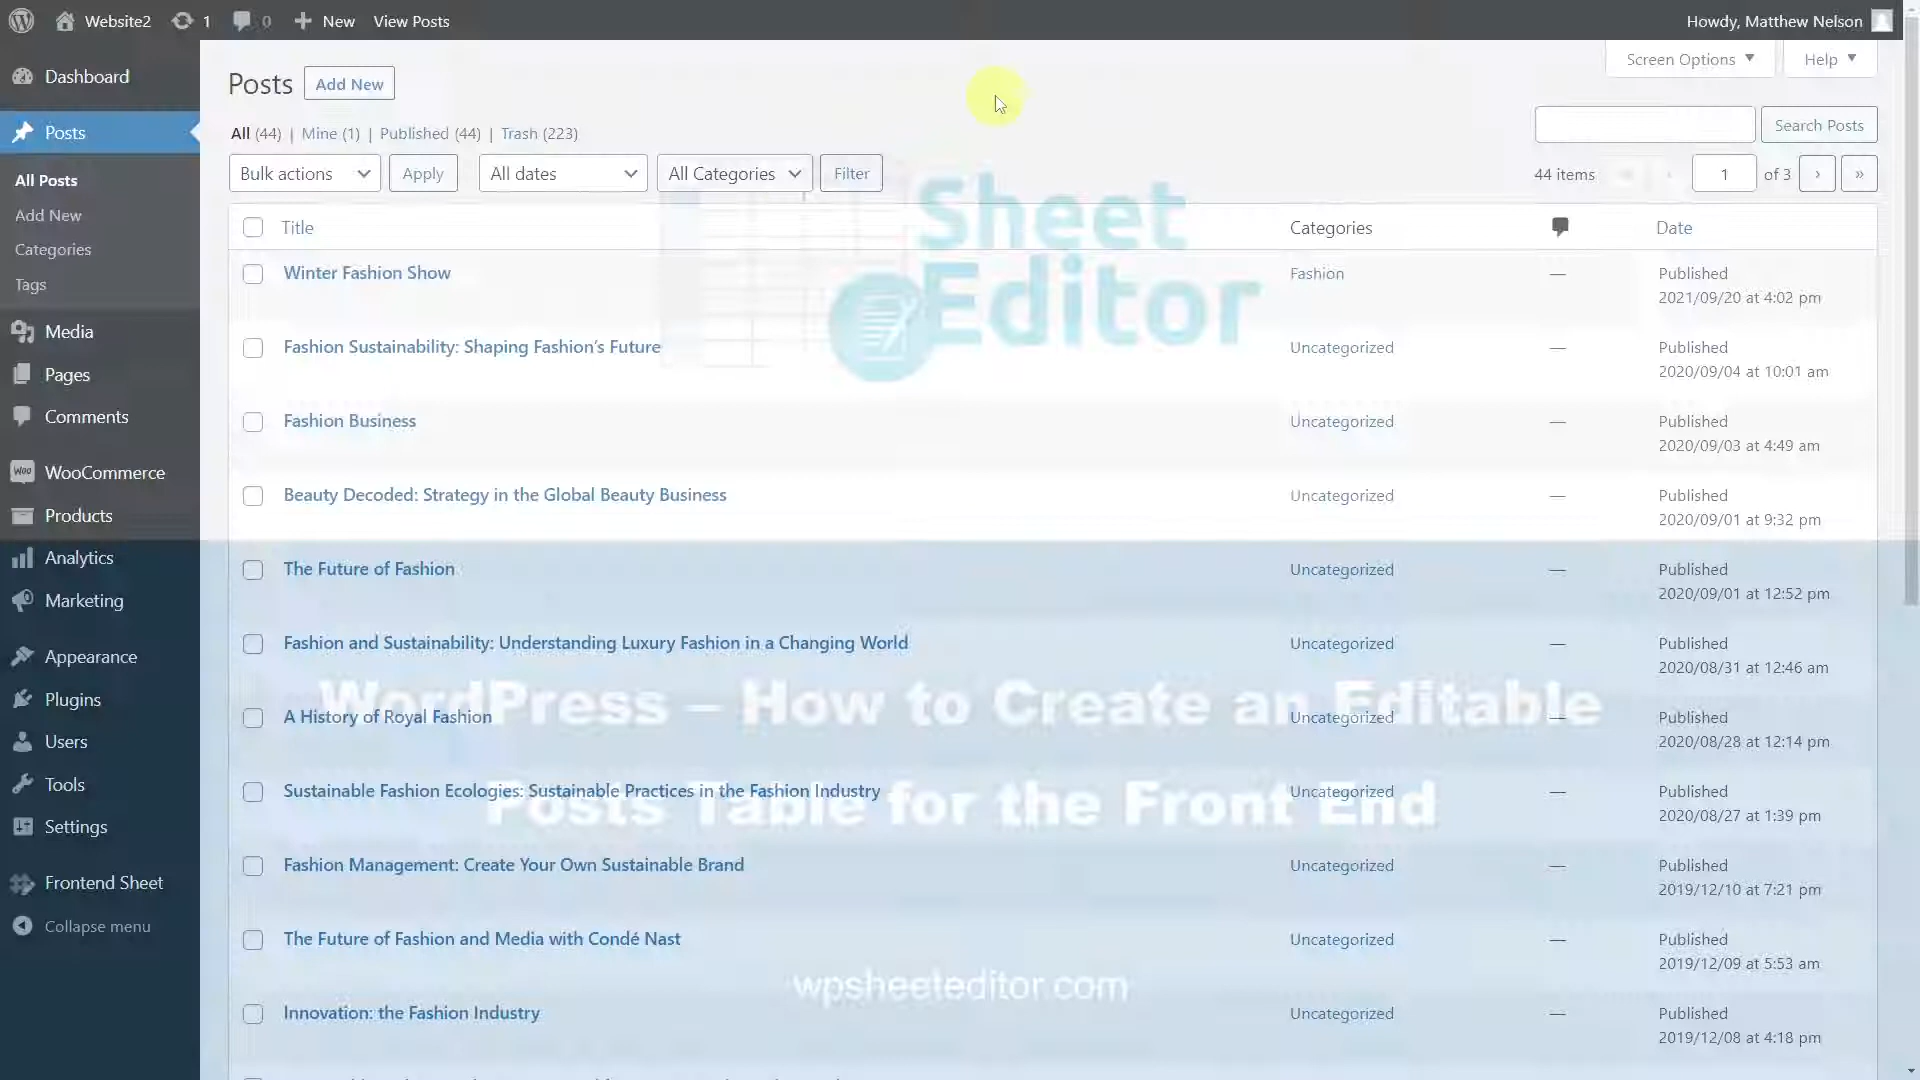 Website2 1 0 New View Posts Howdy, Matthew Nelson
Screen Options Help
Dashboard
Posts
All Posts
Add New
Categories
Tags
Media
Pages
Comments
WooCommerce
Products
Analytics
Marketing
Appearance
Plugins
Users
Tools
Settings
Frontend Sheet
Collapse menu
Posts Add New
All (44) | Mine (1) | Published (44) | Trash (223)
Search Posts
Bulk actions Apply All dates All Categories Filter
44 items « ‹ 1 of 3 › »
Sheet
Editor
Title Categories Date
Winter Fashion Show Fashion — Published
2021/09/20 at 4:02 pm
Fashion Sustainability: Shaping Fashion’s Future Uncategorized — Published
2020/09/04 at 10:01 am
Fashion Business Uncategorized — Published
2020/09/03 at 4:49 am
Beauty Decoded: Strategy in the Global Beauty Business Uncategorized — Published
2020/09/01 at 9:32 pm
The Future of Fashion Uncategorized — Published
2020/09/01 at 12:52 pm
Fashion and Sustainability: Understanding Luxury Fashion in a Changing World Uncategorized — Published
2020/08/31 at 12:46 am
WordPress – How to Create an Editable
A History of Royal Fashion Uncategorized — Published
2020/08/28 at 12:14 pm
Sustainable Fashion Ecologies: Sustainable Practices in the Fashion Industry Uncategorized — Published
2020/08/27 at 1:39 pm
Posts Table for the Front End
Fashion Management: Create Your Own Sustainable Brand Uncategorized — Published
2019/12/10 at 7:21 pm
The Future of Fashion and Media with Condé Nast Uncategorized — Published
2019/12/09 at 5:53 am
wpsheeteditor.com
Innovation: the Fashion Industry Uncategorized — Published
2019/12/08 at 4:18 pm